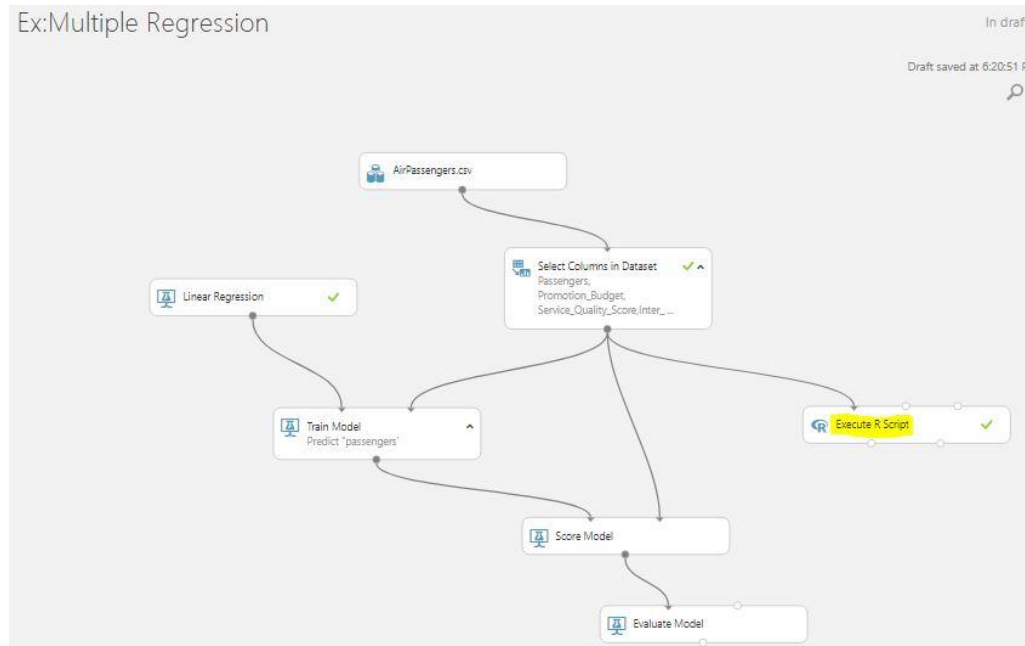 Ex:Multiple Regression
In draf
Draft saved at 6:20:51 P
AirPassengers.csv
Select Columns in Dataset
Passengers,
Promotion_Budget,
Service_Quality_Score,Inter_ ...
Linear Regression
Train Model
Predict "passengers'
Execute R Script
Score Model
Evaluate Model